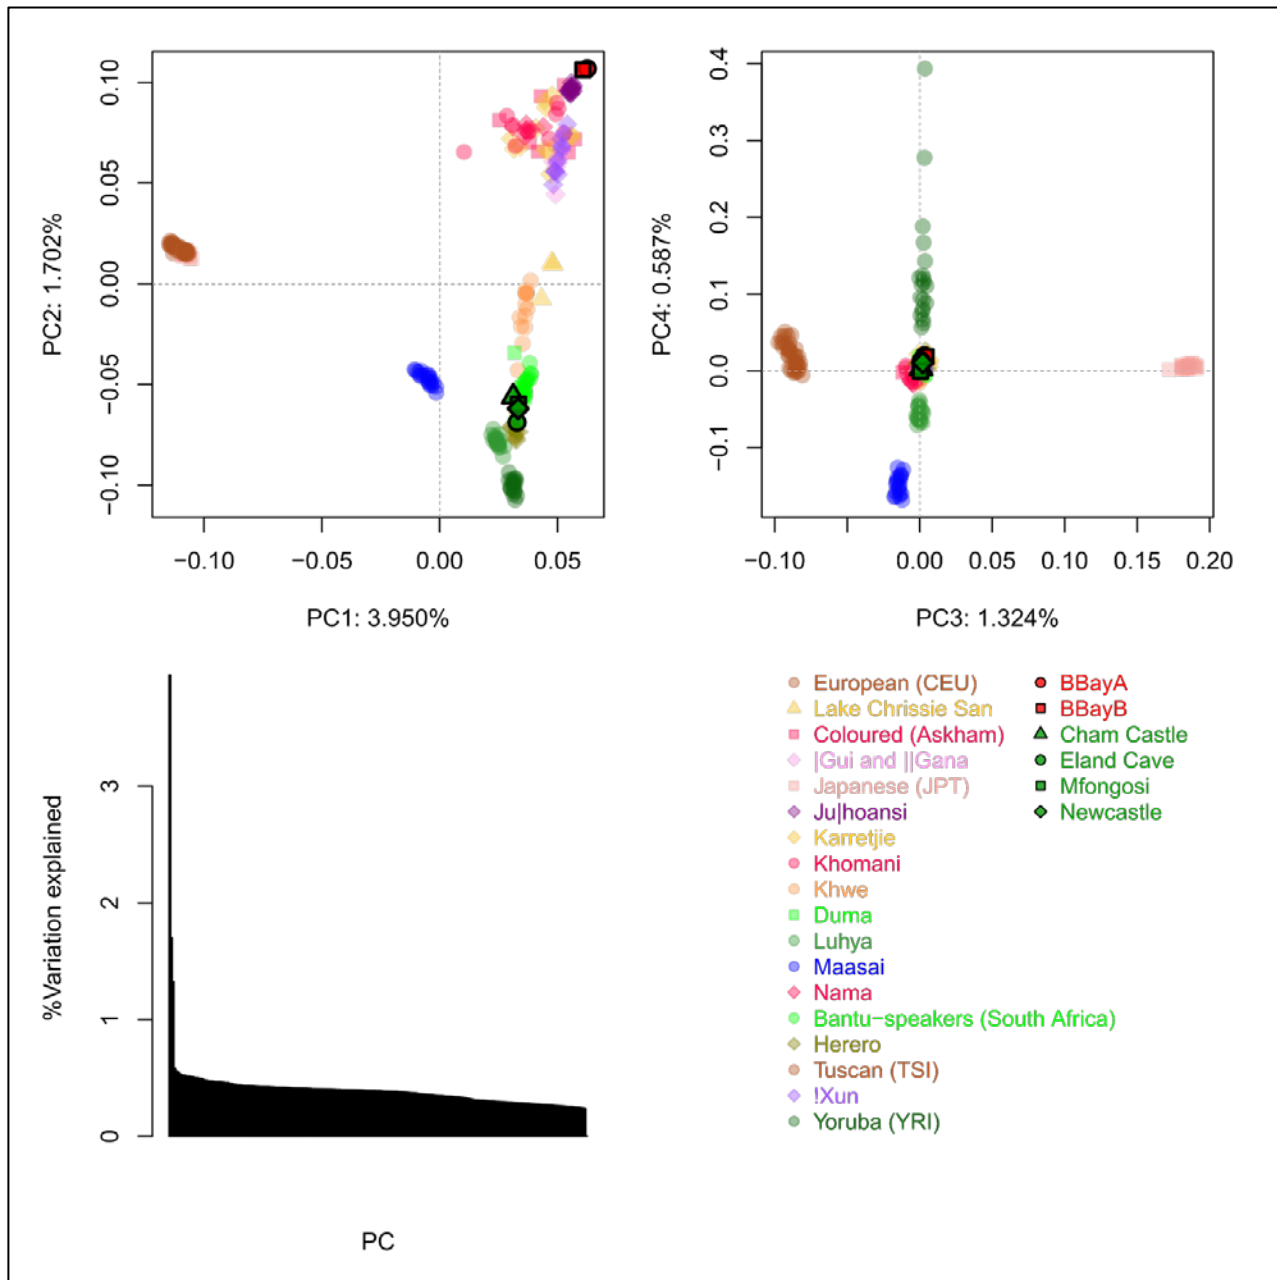 0.10
0.05
0.00
−0.05
−0.10
PC2: 1.702%
−0.10
−0.05
0.00
0.05
PC1: 3.950%
0.4
0.3
0.2
0.1
0.0
−0.1
PC4: 0.587%
−0.10
0.00
0.05
0.10
0.15
0.20
PC3: 1.324%
3
2
1
0
%Variation explained
PC
European (CEU)
Lake Chrissie San
Coloured (Askham)
|Gui and ||Gana
Japanese (JPT)
Ju|hoansi
Karretjie
Khomani
Khwe
Duma
Luhya
Maasai
Nama
Bantu−speakers (South Africa)
Herero
Tuscan (TSI)
!Xun
Yoruba (YRI)
BBayA
BBayB
Cham Castle
Eland Cave
Mfongosi
Newcastle